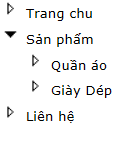 Trang chu
Sản phẩm
Quần áo
Giày Dép
Liên hệ